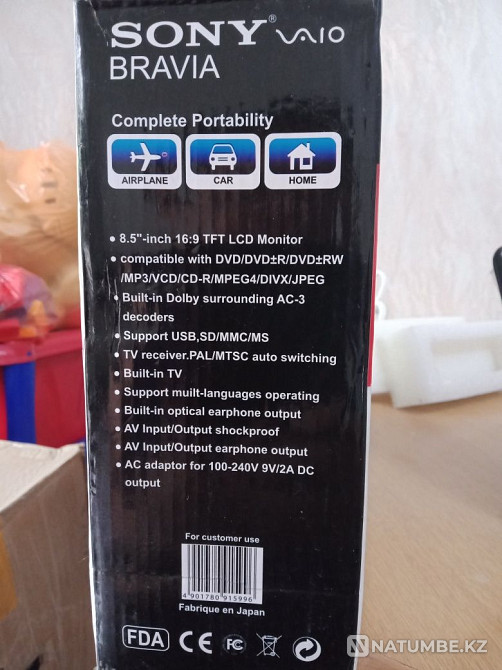 SONY® VAIO
BRAVIA
Complete Portability
AIRPLANE CAR HOME
• 8.5"-inch 16:9 TFT LCD Monitor
• compatible with DVD/DVD±R/DVD±RW
/MP3/VCD/CD-R/MPEG4/DIVX/JPEG
• Built-in Dolby surrounding AC-3
decoders
• Support USB,SD/MMC/MS
• TV receiver.PAL/MTSC auto switching
• Built-in TV
• Support muilt-languages operating
• Built-in optical earphone output
• AV Input/Output shockproof
• AV Input/Output earphone output
• AC adaptor for 100-240V 9V/2A DC
output
For customer use
4 901780 915996
Fabrique en Japan
FDA CE FC
NATUMBE.KZ